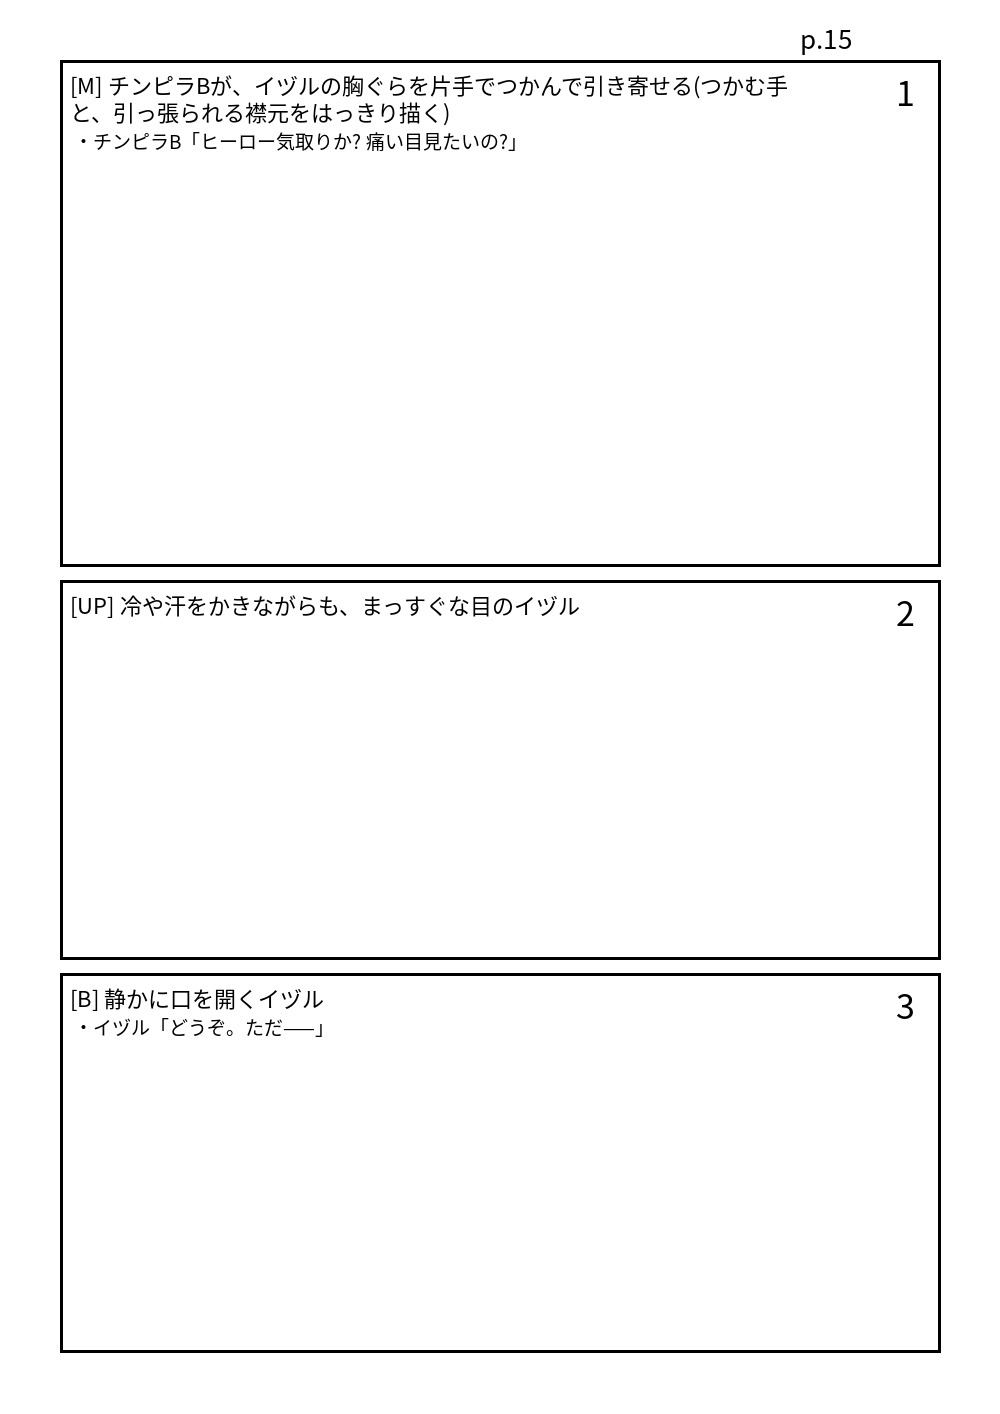 p.15
[M] チンピラBが、イヅルの胸ぐらを片手でつかんで引き寄せる(つかむ手
と、引っ張られる襟元をはっきり描く)
・チンピラB「ヒーロー気取りか? 痛い目見たいの?」
1
[UP] 冷や汗をかきながらも、まっすぐな目のイヅル
2
[B] 静かに口を開くイヅル
・イヅル「どうぞ。ただ——」
3